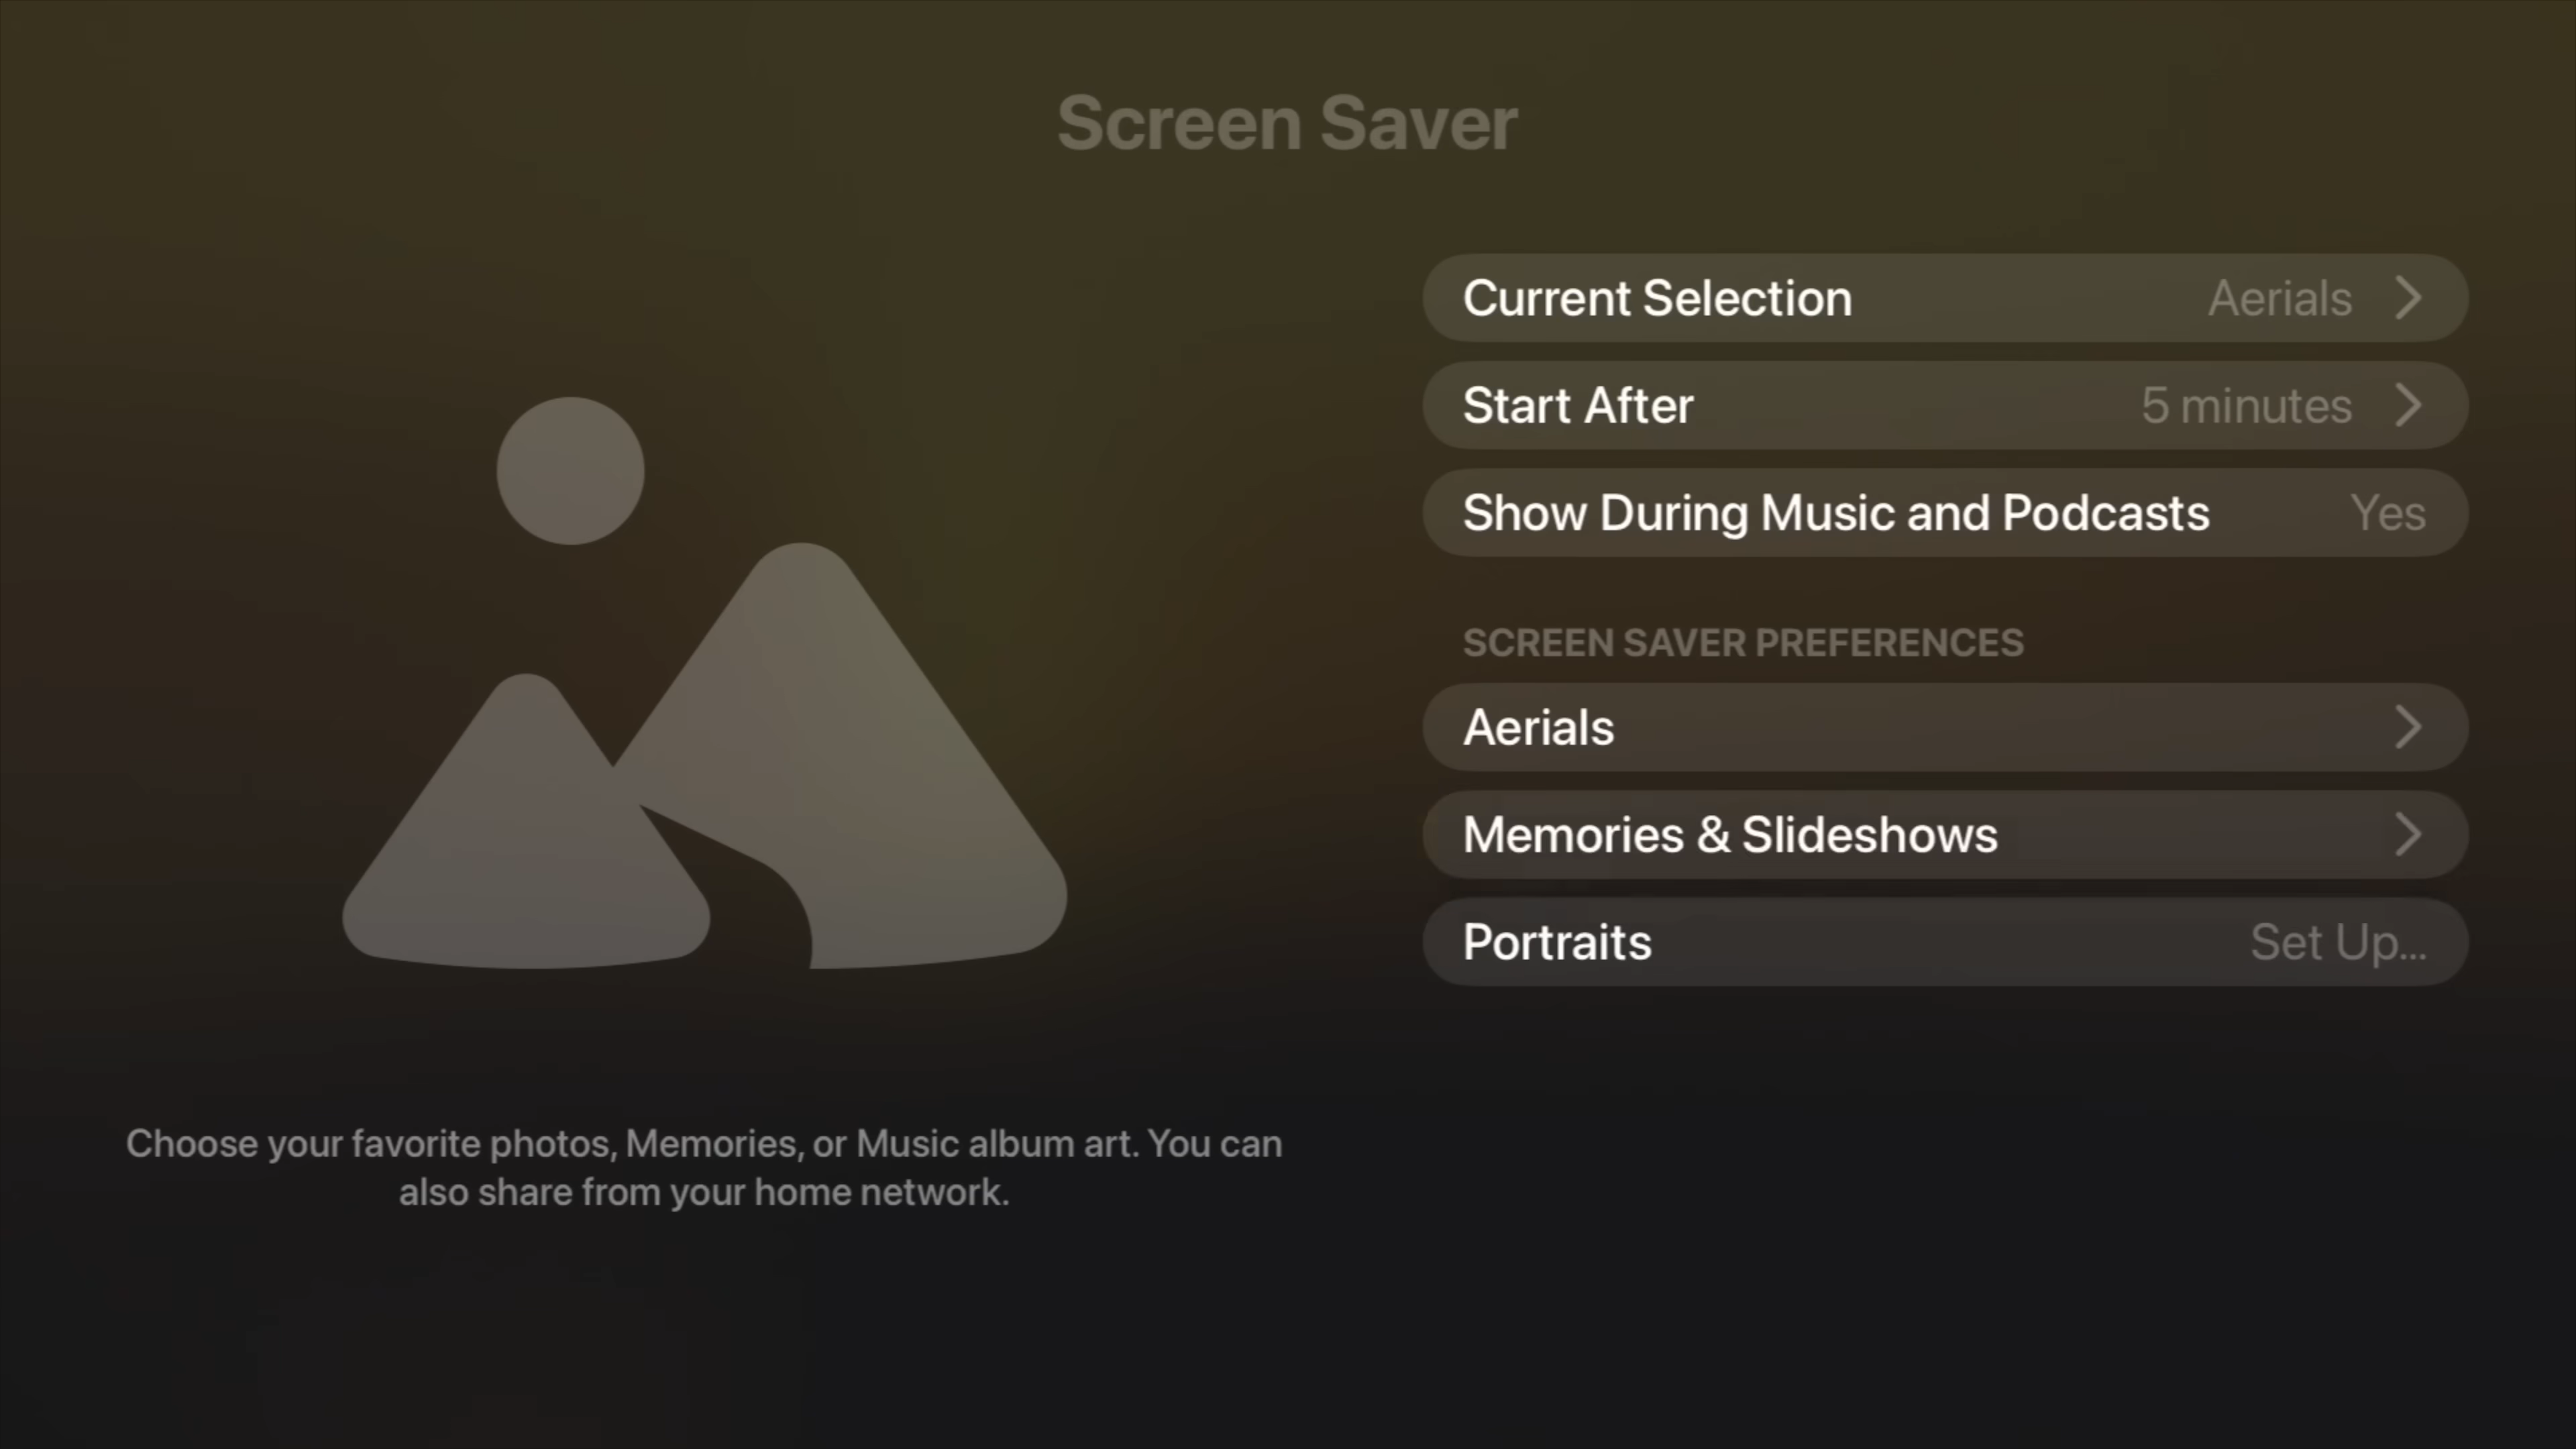 Screen Saver
Current Selection Aerials
Start After 5 minutes
Show During Music and Podcasts Yes
SCREEN SAVER PREFERENCES
Aerials
Memories & Slideshows
Portraits Set Up...
Choose your favorite photos, Memories, or Music album art. You can
also share from your home network.